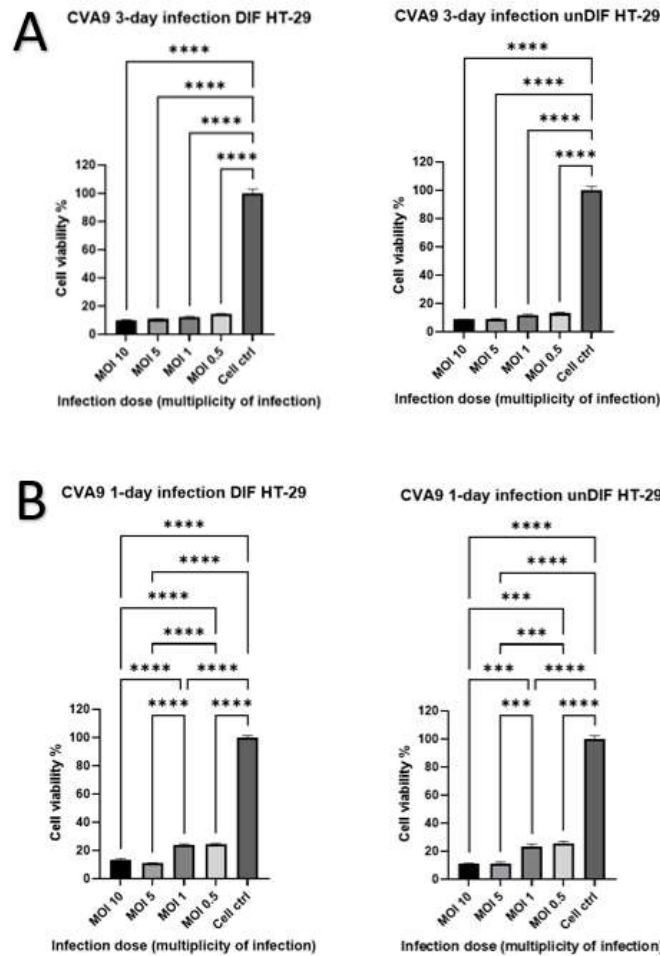 A
CVA9 3-day infection DIF HT-29
****
****
****
****
Cell viability %
120
100
80
60
40
20
0
MOI 10
MOI 5
MOI 1
MOI 0.5
Cell ctrl
Infection dose (multiplicity of infection)
CVA9 3-day infection unDIF HT-29
****
****
****
****
Cell viability %
120
100
80
60
40
20
0
MOI 10
MOI 5
MOI 1
MOI 0.5
Cell ctrl
Infection dose (multiplicity of infection)
B
CVA9 1-day infection DIF HT-29
****
****
****
****
**** ****
**** ****
Cell viability %
120
100
80
60
40
20
0
MOI 10
MOI 5
MOI 1
MOI 0.5
Cell ctrl
Infection dose (multiplicity of infection)
CVA9 1-day infection unDIF HT-29
****
****
***
***
*** ****
*** ****
Cell viability %
120
100
80
60
40
20
0
MOI 10
MOI 5
MOI 1
MOI 0.5
Cell ctrl
Infection dose (multiplicity of infection)